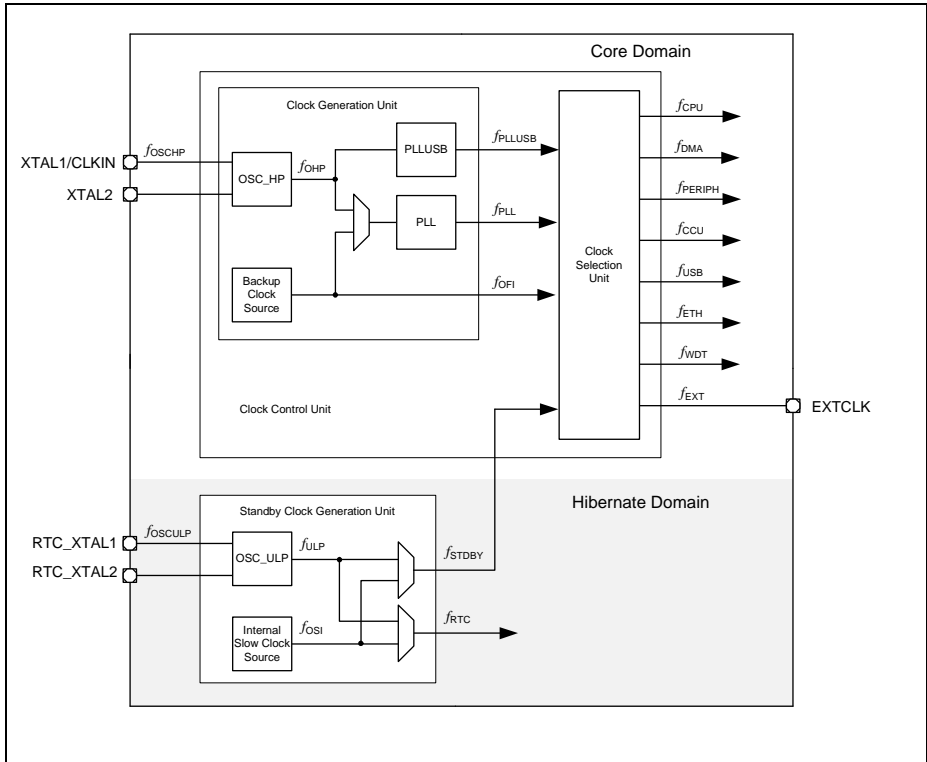 Core Domain
Clock Generation Unit
XTAL1/CLKIN
fOSCHP
XTAL2
OSC_HP
fOHP
PLLUSB
fPLLUSB
PLL
fPLL
Backup
Clock
Source
fOFI
Clock
Selection
Unit
fCPU
fDMA
fPERIPH
fCCU
fUSB
fETH
fWDT
fEXT
EXTCLK
Clock Control Unit
Hibernate Domain
Standby Clock Generation Unit
RTC_XTAL1
fOSCULP
RTC_XTAL2
OSC_ULP
fULP
fSTDBY
Internal
Slow Clock
Source
fOSI
fRTC